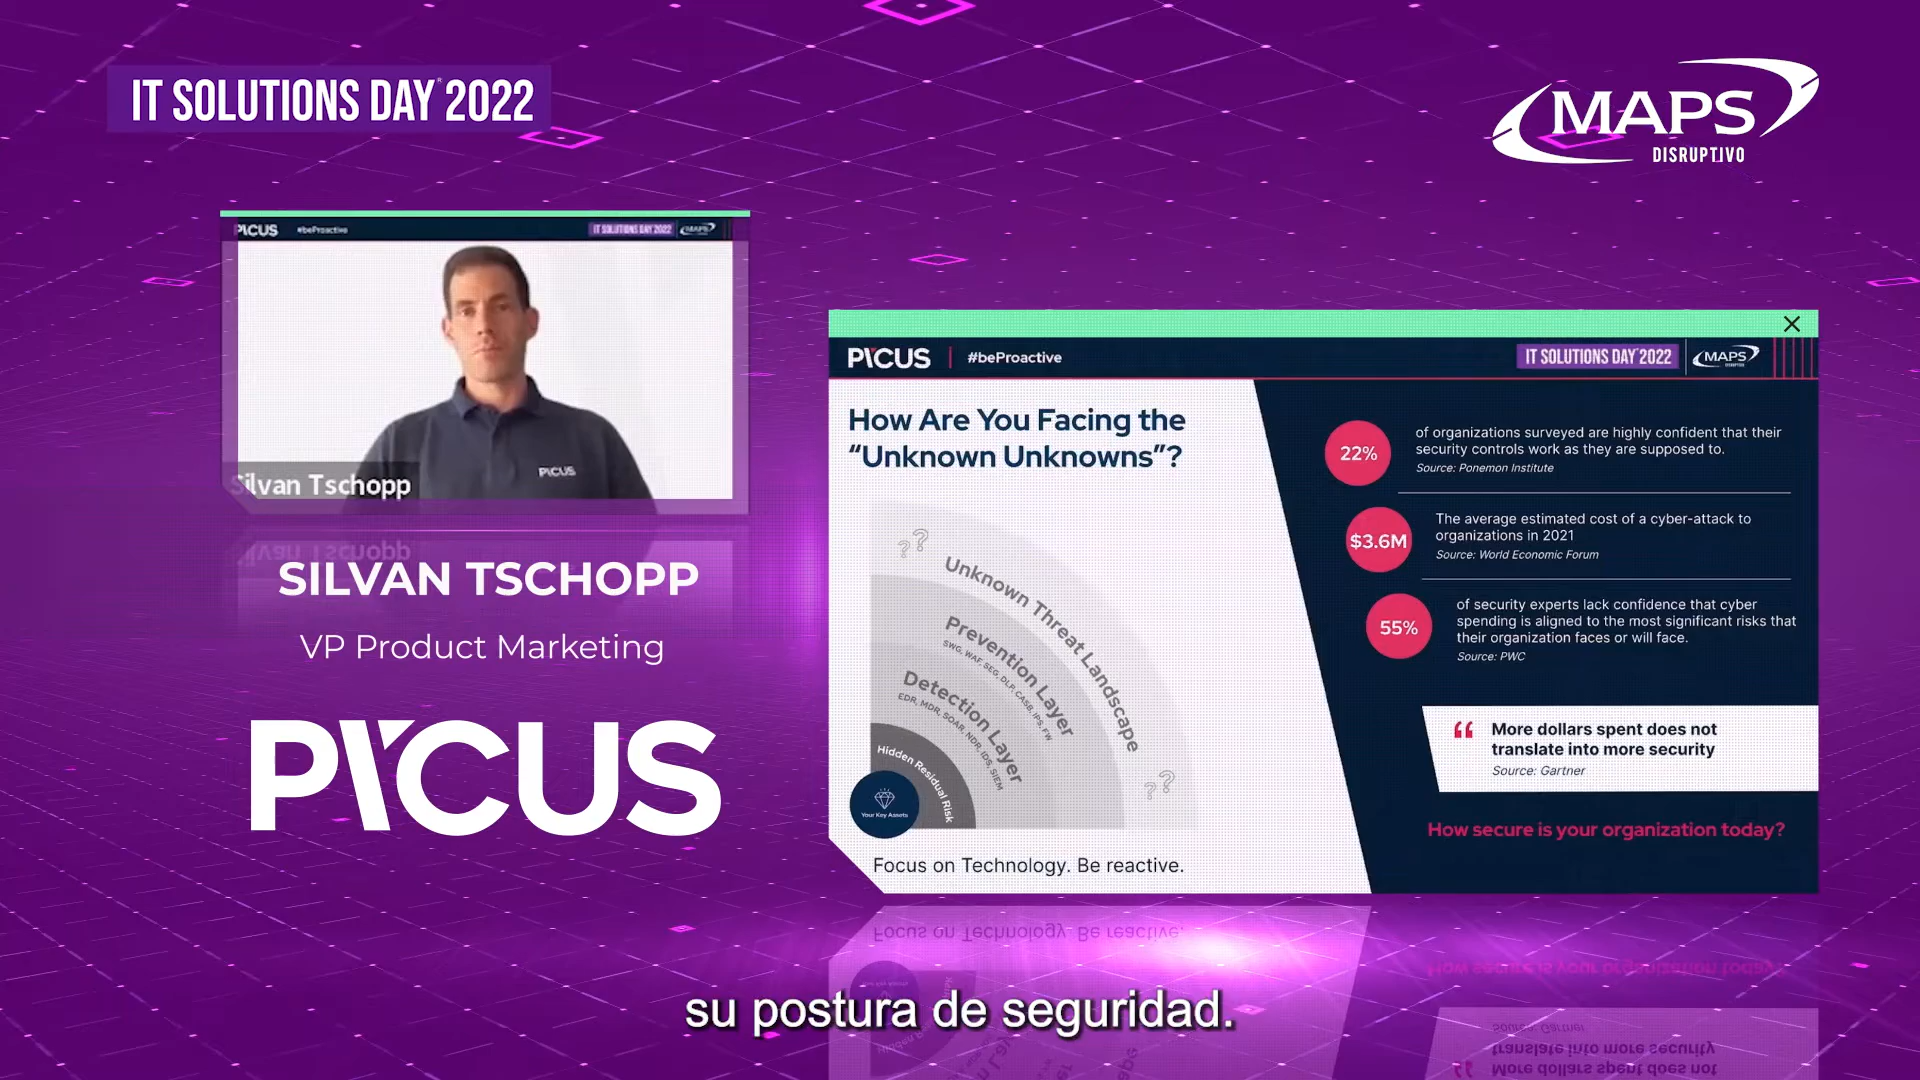 IT SOLUTIONS DAY® 2022
MAPS
DISRUPTIVO
PICUS #beProactive IT SOLUTIONS DAY 2022 MAPS
PICUS
Silvan Tschopp
SILVAN TSCHOPP
VP Product Marketing
PICUS
PICUS | #beProactive
IT SOLUTIONS DAY 2022 MAPS
How Are You Facing the
“Unknown Unknowns”?
? ?
Unknown Threat Landscape
Prevention Layer
SWG, WAF, SEG, DLP, CASB, IPS, FW
Detection Layer
EDR, MDR, SOAR, NDR, IDS, SIEM
Hidden Residual Risk
Your Key Assets
? ?
Focus on Technology. Be reactive.
22%
of organizations surveyed are highly confident that their
security controls work as they are supposed to.
Source: Ponemon Institute
$3.6M
The average estimated cost of a cyber-attack to
organizations in 2021
Source: World Economic Forum
55%
of security experts lack confidence that cyber
spending is aligned to the most significant risks that
their organization faces or will face.
Source: PWC
“ More dollars spent does not
translate into more security
Source: Gartner
How secure is your organization today?
su postura de seguridad.